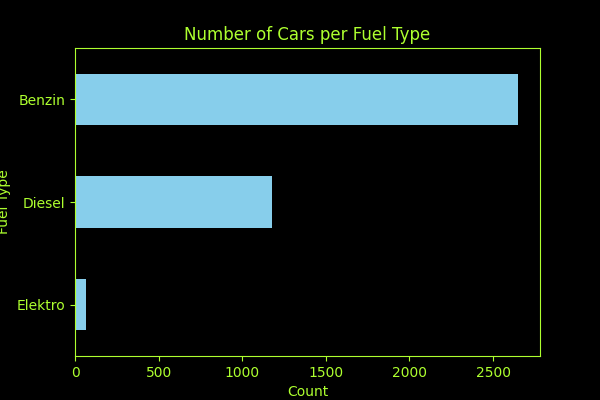 Number of Cars per Fuel Type
Fuel Type
Benzin
Diesel
Elektro
0 500 1000 1500 2000 2500
Count